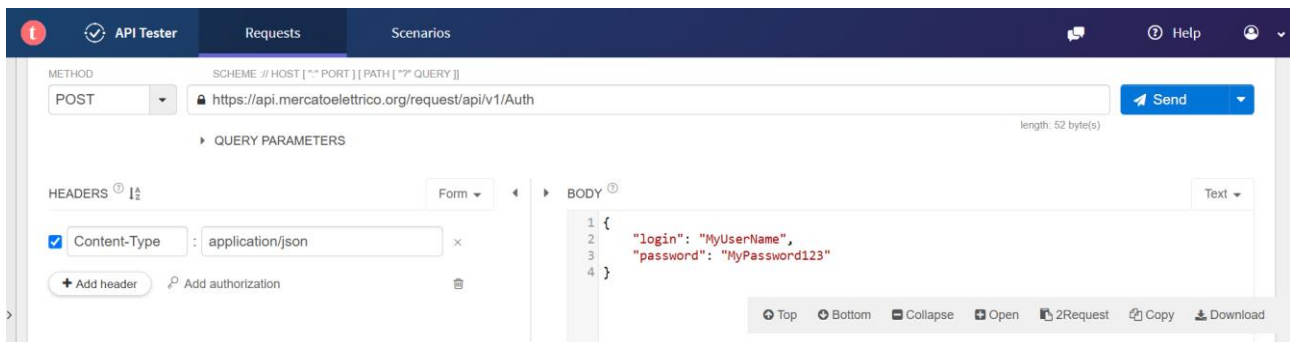 t API Tester Requests Scenarios Help
METHOD SCHEME :// HOST [ ":" PORT ] [ PATH [ "?" QUERY ]]
POST https://api.mercatoelettrico.org/request/api/v1/Auth Send
length: 52 byte(s)
QUERY PARAMETERS
HEADERS Form BODY Text
1 {
2 "login": "MyUserName",
3 "password": "MyPassword123"
4 }
Content-Type : application/json ×
+ Add header Add authorization
Top Bottom Collapse Open 2Request Copy Download